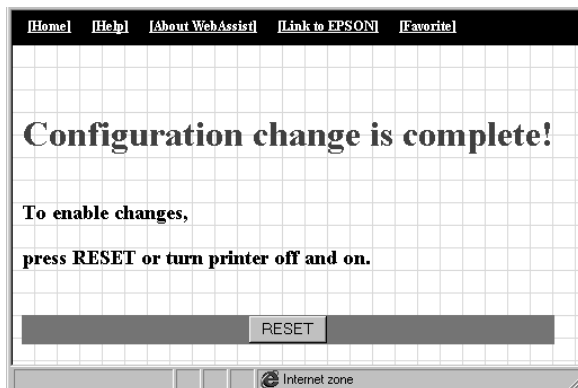 [Home] [Help] [About WebAssist] [Link to EPSON] [Favorite]
Configuration change is complete!
To enable changes,
press RESET or turn printer off and on.
RESET
Internet zone